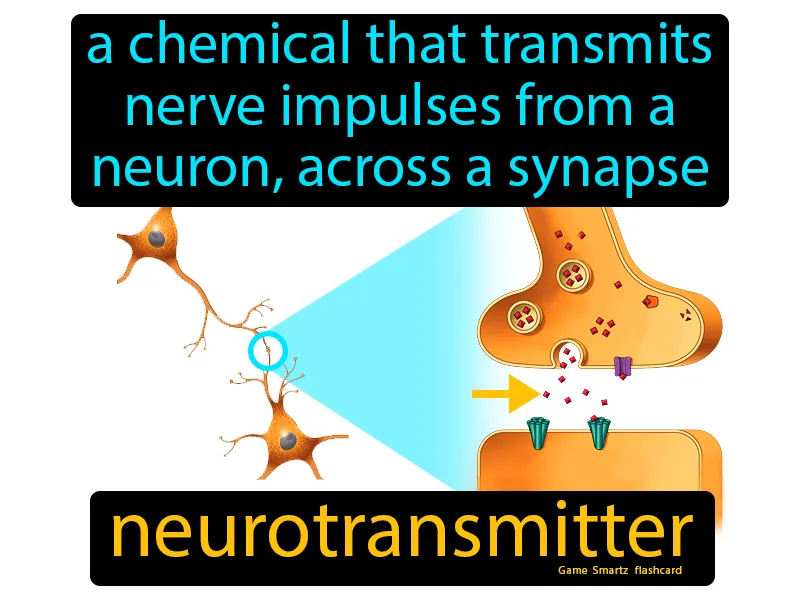 a chemical that transmits
nerve impulses from a
neuron, across a synapse
neurotransmitter
Game Smartz flashcard